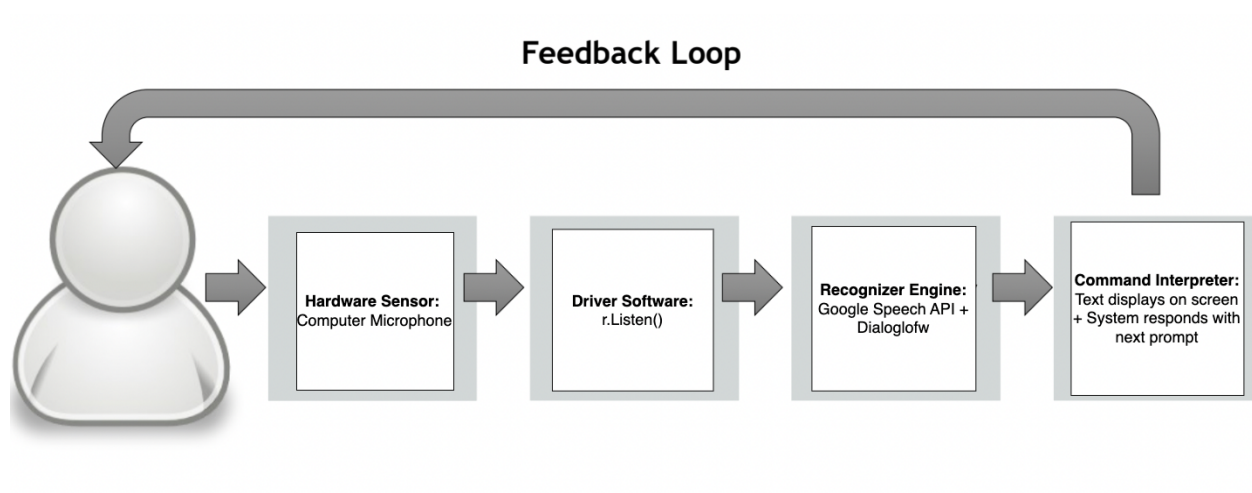 Feedback Loop
Hardware Sensor:
Computer Microphone
Driver Software:
r.Listen()
Recognizer Engine:
Google Speech API +
Dialoglofw
Command Interpreter:
Text displays on screen
+ System responds with
next prompt